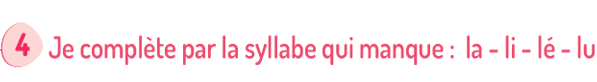 4 Je complète par la syllabe qui manque : la - li - lé - lu